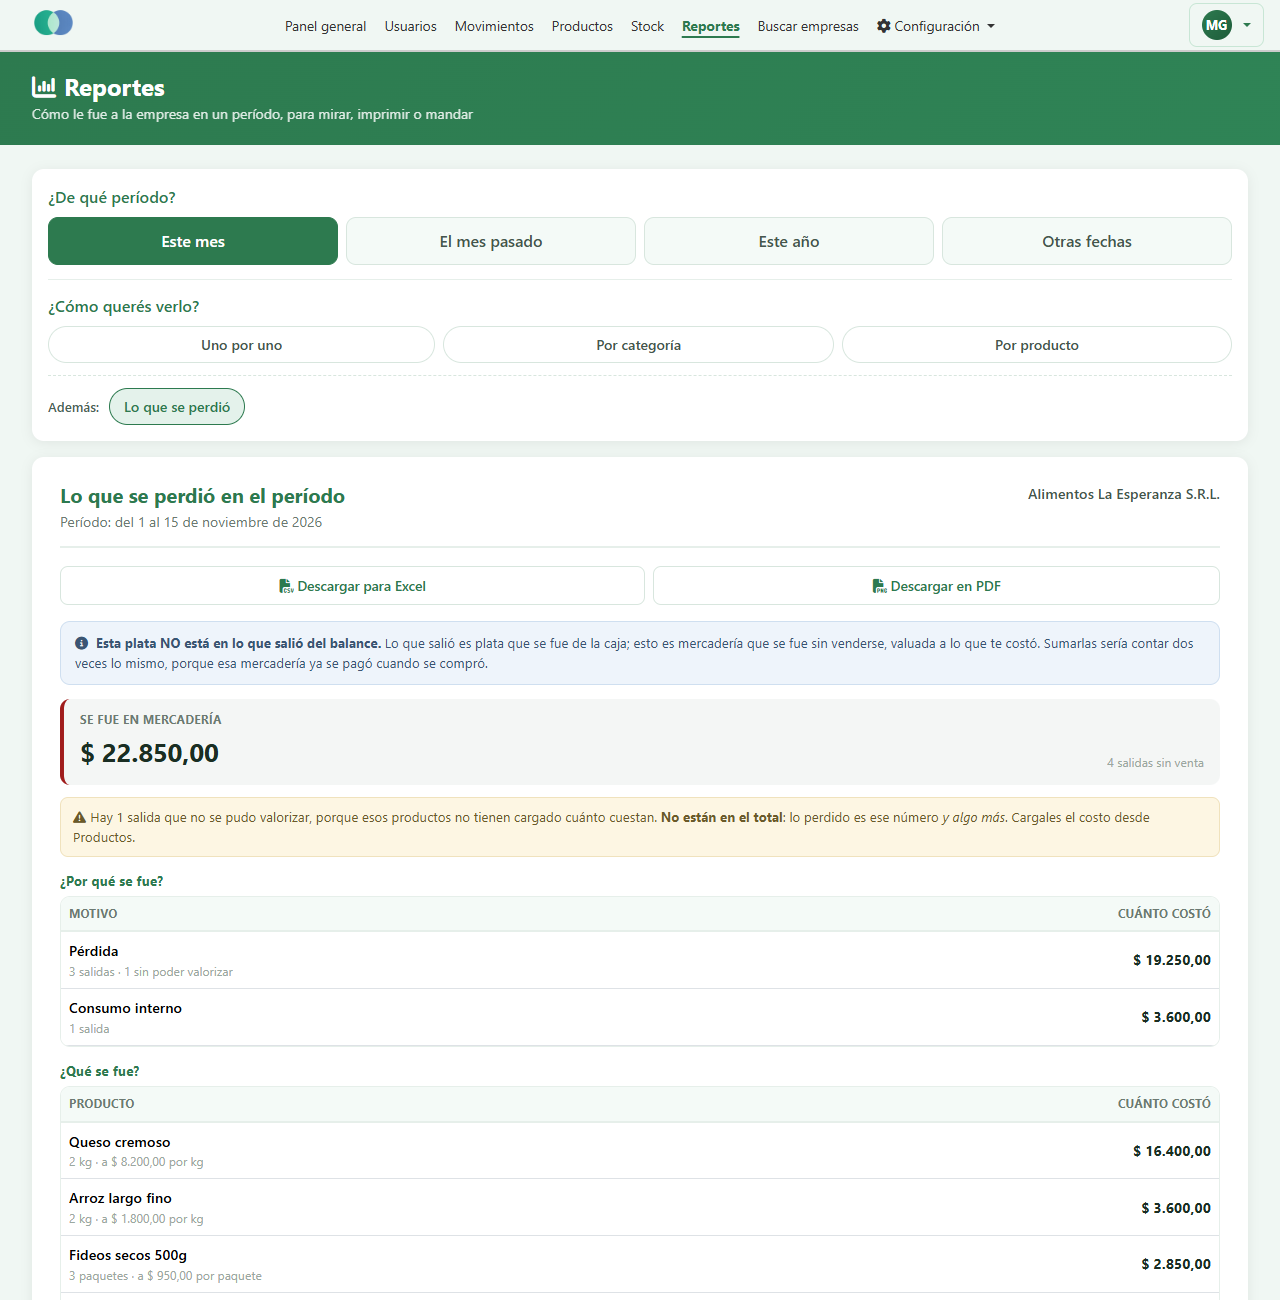 Panel general
Usuarios
Movimientos
Productos
Stock
Reportes
Buscar empresas
Configuración
MG
Reportes
Cómo le fue a la empresa en un período, para mirar, imprimir o mandar
¿De qué período?
Este mes
El mes pasado
Este año
Otras fechas
¿Cómo querés verlo?
Uno por uno
Por categoría
Por producto
Además:
Lo que se perdió
Lo que se perdió en el período
Alimentos La Esperanza S.R.L.
Período: del 1 al 15 de noviembre de 2026
Descargar para Excel
Descargar en PDF
Esta plata NO está en lo que salió del balance. Lo que salió es plata que se fue de la caja; esto es mercadería que se fue sin venderse, valuada a lo que te costó. Sumarlas sería contar dos
veces lo mismo, porque esa mercadería ya se pagó cuando se compró.
SE FUE EN MERCADERÍA
$ 22.850,00
4 salidas sin venta
Hay 1 salida que no se pudo valorizar, porque esos productos no tienen cargado cuánto cuestan. No están en el total: lo perdido es ese número y algo más. Cargales el costo desde
Productos.
¿Por qué se fue?
MOTIVO
CUÁNTO COSTÓ
Pérdida
3 salidas · 1 sin poder valorizar
$ 19.250,00
Consumo interno
1 salida
$ 3.600,00
¿Qué se fue?
PRODUCTO
CUÁNTO COSTÓ
Queso cremoso
2 kg · a $ 8.200,00 por kg
$ 16.400,00
Arroz largo fino
2 kg · a $ 1.800,00 por kg
$ 3.600,00
Fideos secos 500g
3 paquetes · a $ 950,00 por paquete
$ 2.850,00